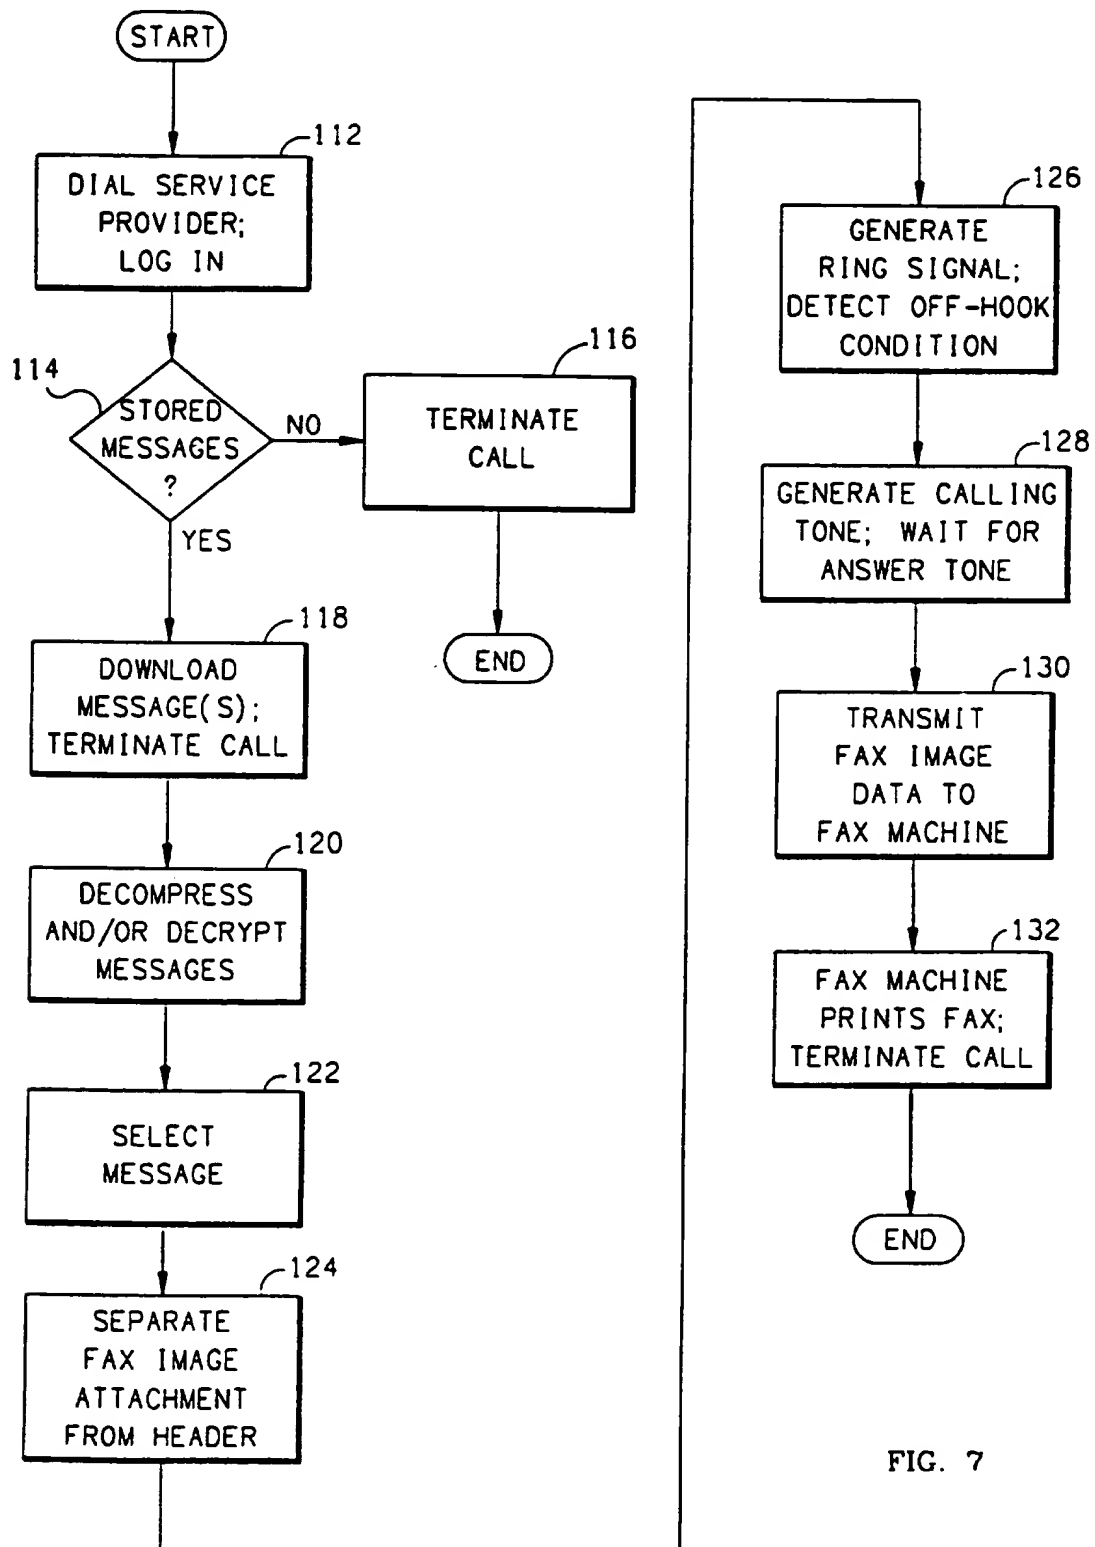 START
112
DIAL SERVICE
PROVIDER;
LOG IN
114
STORED
MESSAGES
?
NO
116
TERMINATE
CALL
END
YES
118
DOWNLOAD
MESSAGE(S);
TERMINATE CALL
120
DECOMPRESS
AND/OR DECRYPT
MESSAGES
122
SELECT
MESSAGE
124
SEPARATE
FAX IMAGE
ATTACHMENT
FROM HEADER
126
GENERATE
RING SIGNAL;
DETECT OFF-HOOK
CONDITION
128
GENERATE CALLING
TONE; WAIT FOR
ANSWER TONE
130
TRANSMIT
FAX IMAGE
DATA TO
FAX MACHINE
132
FAX MACHINE
PRINTS FAX;
TERMINATE CALL
END
FIG. 7